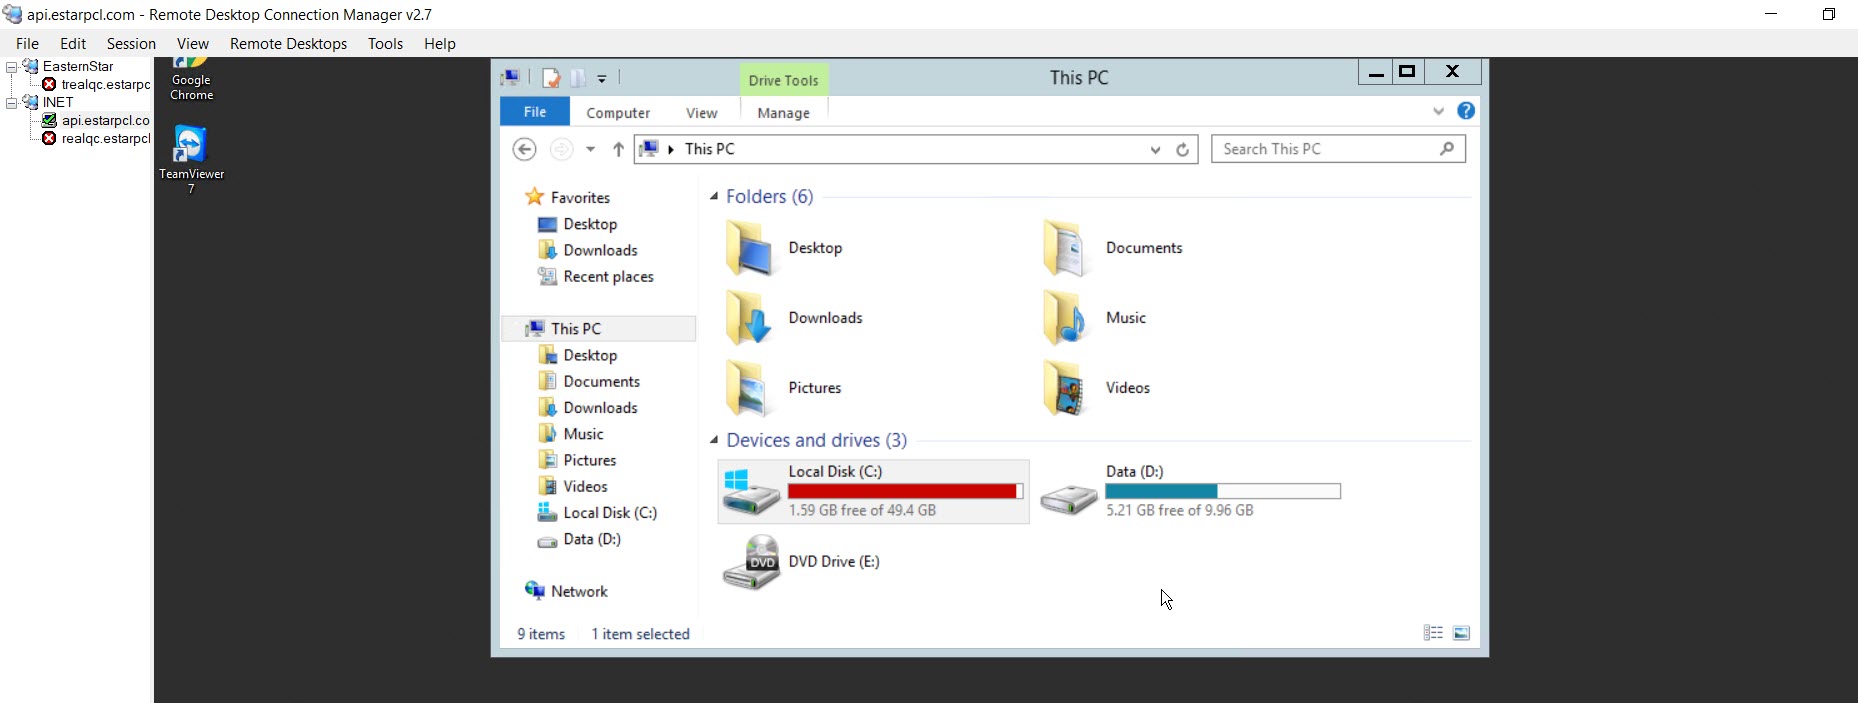 api.estarpcl.com - Remote Desktop Connection Manager v2.7
File Edit Session View Remote Desktops Tools Help
EasternStar
trealqc.estarpc
INET
api.estarpcl.co
realqc.estarpcl
Google
Chrome
TeamViewer
7
Drive Tools
This PC
File Computer View Manage
This PC
Search This PC
Favorites
Desktop
Downloads
Recent places
This PC
Desktop
Documents
Downloads
Music
Pictures
Videos
Local Disk (C:)
Data (D:)
Network
Folders (6)
Desktop
Documents
Downloads
Music
Pictures
Videos
Devices and drives (3)
Local Disk (C:)
1.59 GB free of 49.4 GB
Data (D:)
5.21 GB free of 9.96 GB
DVD
DVD Drive (E:)
9 items 1 item selected